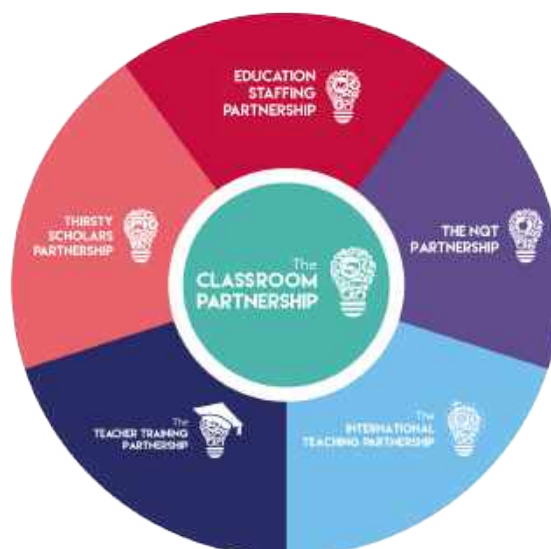 EDUCATION
STAFFING
PARTNERSHIP
THIRSTY
SCHOLARS
PARTNERSHIP
THE NQT
PARTNERSHIP
The
CLASSROOM
PARTNERSHIP
The
TEACHER TRAINING
PARTNERSHIP
The
INTERNATIONAL
TEACHING PARTNERSHIP